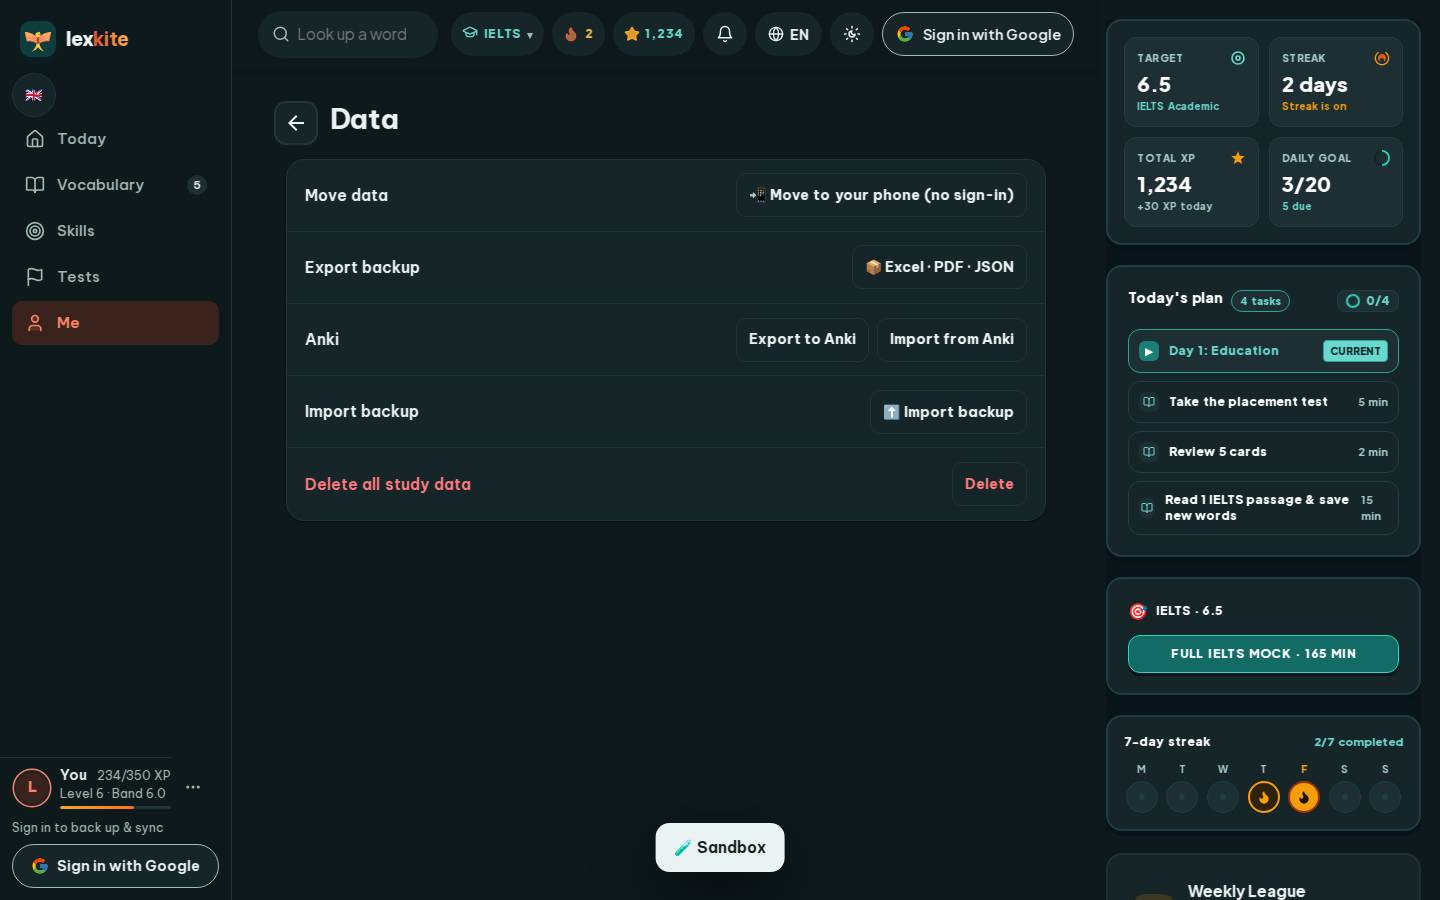 lexkite
Today
Vocabulary 5
Skills
Tests
Me
You 234/350 XP
Level 6 · Band 6.0
Sign in to back up & sync
Sign in with Google
Look up a word
IELTS ▾
2
1,234
EN
Sign in with Google
Data
Move data
Move to your phone (no sign-in)
Export backup
Excel · PDF · JSON
Anki
Export to Anki
Import from Anki
Import backup
Import backup
Delete all study data
Delete
Sandbox
TARGET
6.5
IELTS Academic
STREAK
2 days
Streak is on
TOTAL XP
1,234
+30 XP today
DAILY GOAL
3/20
5 due
Today's plan 4 tasks 0/4
Day 1: Education CURRENT
Take the placement test 5 min
Review 5 cards 2 min
Read 1 IELTS passage & save 15
new words min
IELTS · 6.5
FULL IELTS MOCK · 165 MIN
7-day streak 2/7 completed
M T W T F S S
Weekly League
L